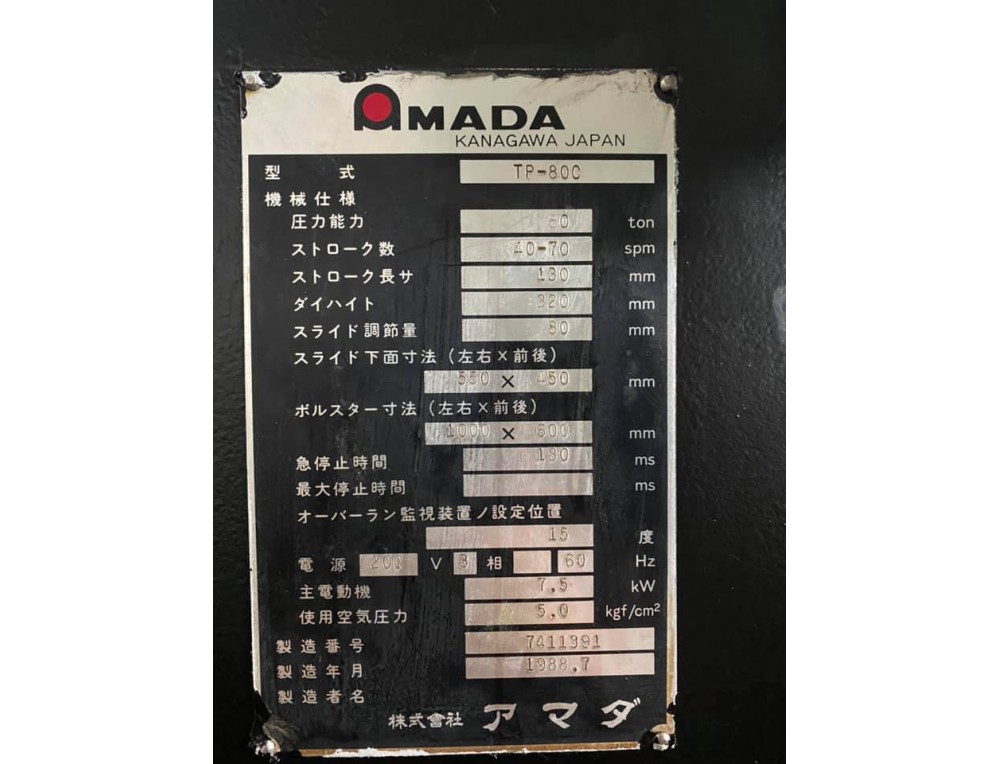 AMADA
KANAGAWA JAPAN
型 式 TP-80C
機械仕様
圧力能力 80 ton
ストローク数 40-70 spm
ストローク長サ 130 mm
ダイハイト 320 mm
スライド調節量 80 mm
スライド下面寸法(左右×前後)
550 × 450 mm
ボルスター寸法(左右×前後)
1000 × 600 mm
急停止時間 180 ms
最大停止時間 ms
オーバーラン監視装置ノ設定位置
15 度
電源 200 V 3 相 60 Hz
主電動機 7.5 kW
使用空気圧力 5.0 kgf/cm²
製造番号 7411391
製造年月 1988.7
製造者名
株式會社 アマダ